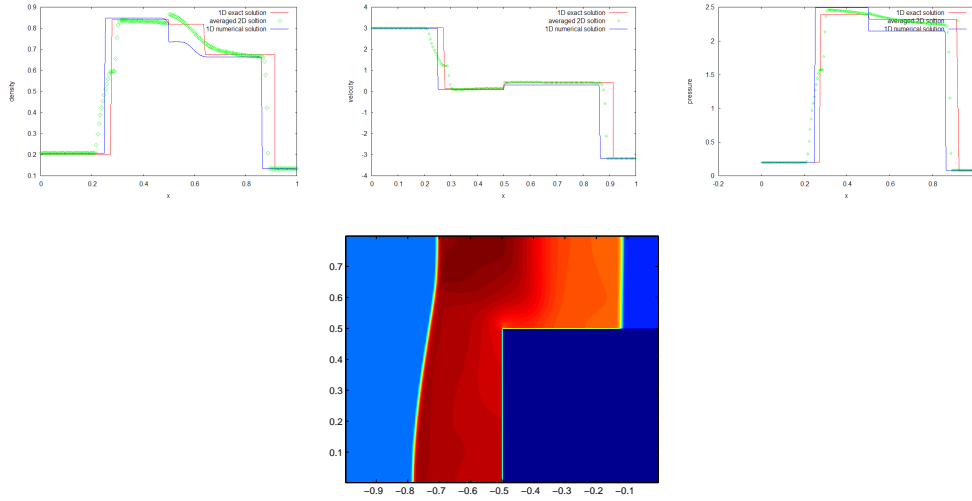 0.9
0.8
0.7
0.6
0.5
0.4
0.3
0.2
0.1
0 0.2 0.4 0.6 0.8 1
x
density
1D exact solution
averaged 2D soltion
1D numerical solution
4
3
2
1
0
-1
-2
-3
-4
0 0.1 0.2 0.3 0.4 0.5 0.6 0.7 0.8 0.9 1
x
velocity
1D exact solution
averaged 2D soltion
1D numerical solution
2.5
2
1.5
1
0.5
0
-0.2 0 0.2 0.4 0.6 0.8
x
pressure
1D exact solution
averaged 2D soltion
1D numerical solution
0.7
0.6
0.5
0.4
0.3
0.2
0.1
−0.9 −0.8 −0.7 −0.6 −0.5 −0.4 −0.3 −0.2 −0.1